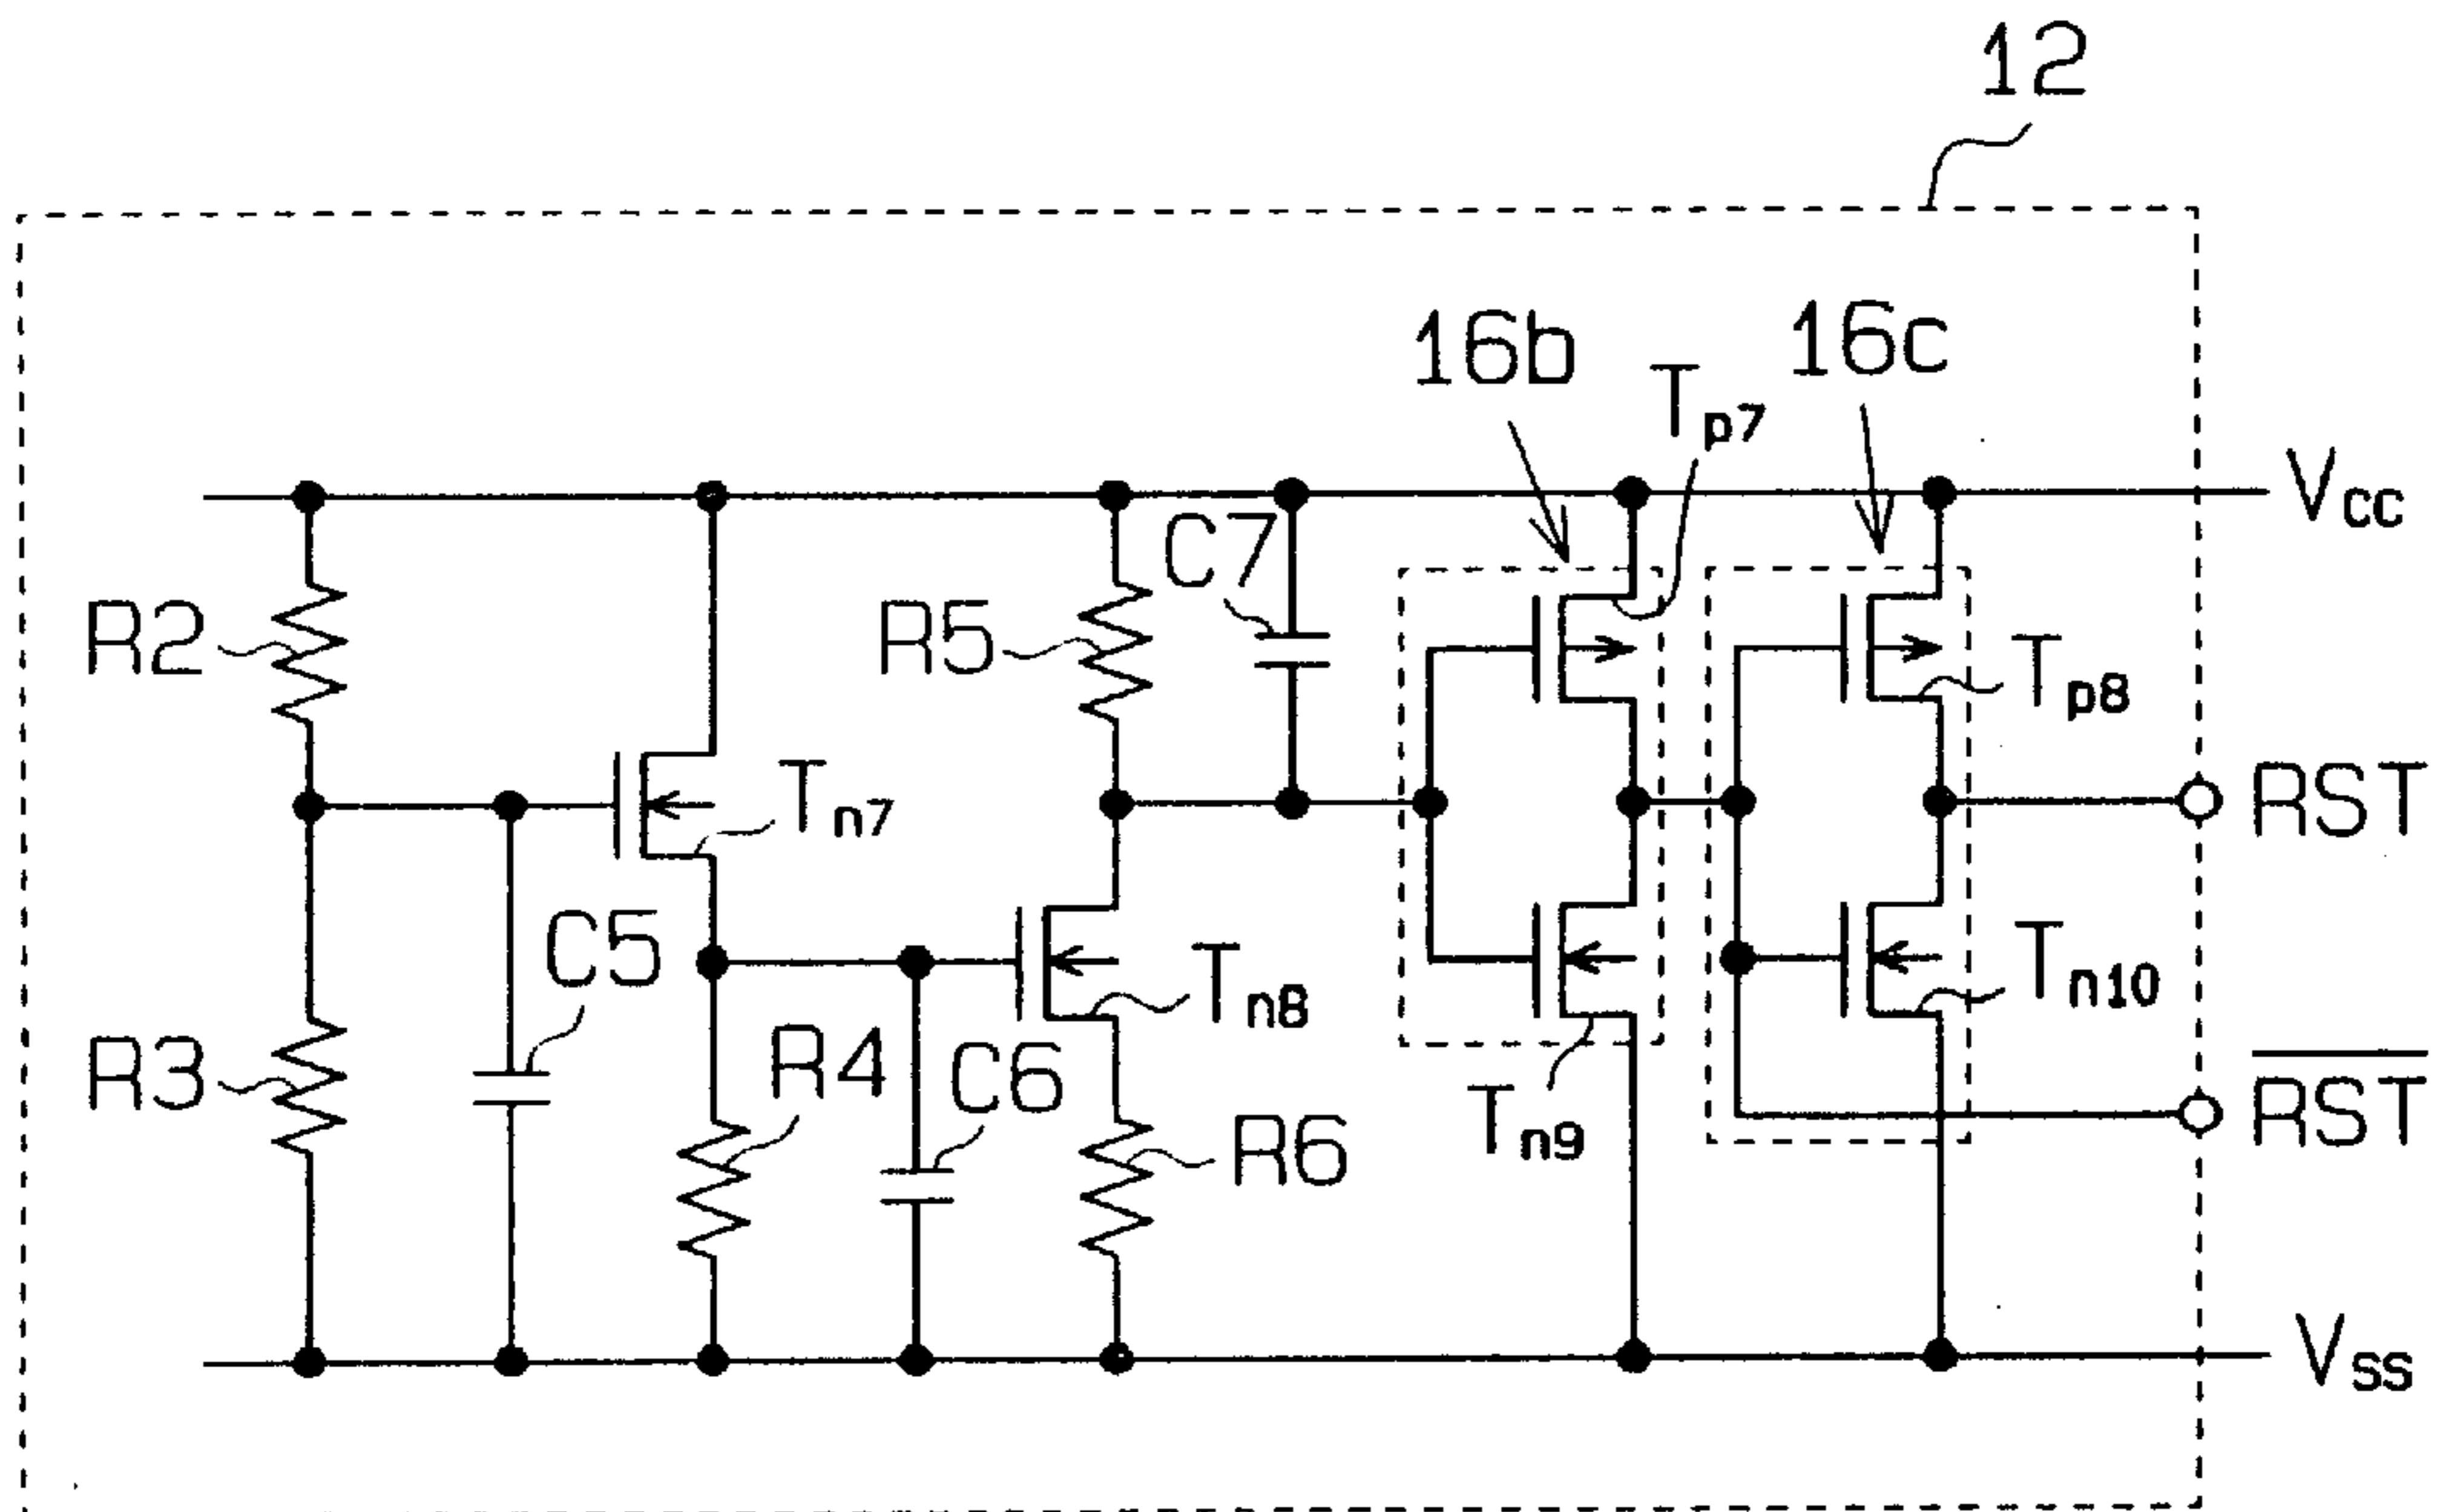 12
16b
16c
Tp7
VCC
C7
R2
R5
Tp8
Tn7
RST
C5
Tn8
Tn10
R3
R4
C6
R6
Tn9
R̅S̅T̅
VSS